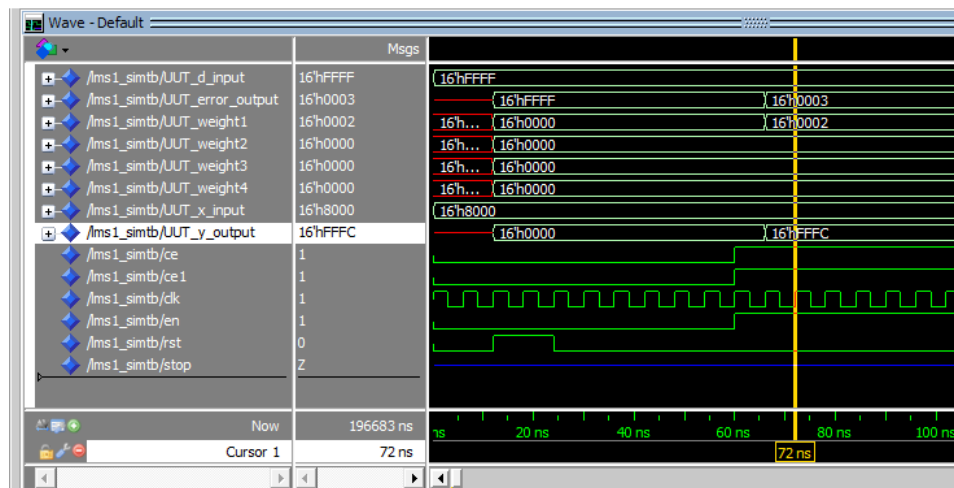 Wave - Default
Msgs
/lms1_simtb/UUT_d_input 16'hFFFF 16'hFFFF
/lms1_simtb/UUT_error_output 16'h0003 16'hFFFF 16'h0003
/lms1_simtb/UUT_weight1 16'h0002 16'h... 16'h0000 16'h0002
/lms1_simtb/UUT_weight2 16'h0000 16'h... 16'h0000
/lms1_simtb/UUT_weight3 16'h0000 16'h... 16'h0000
/lms1_simtb/UUT_weight4 16'h0000 16'h... 16'h0000
/lms1_simtb/UUT_x_input 16'h8000 16'h8000
/lms1_simtb/UUT_y_output 16'hFFFC 16'h0000 16'hFFFC
/lms1_simtb/ce 1
/lms1_simtb/ce1 1
/lms1_simtb/clk 1
/lms1_simtb/en 1
/lms1_simtb/rst 0
/lms1_simtb/stop Z
Now 196683 ns ns 20 ns 40 ns 60 ns 80 ns 100 ns
Cursor 1 72 ns 72 ns